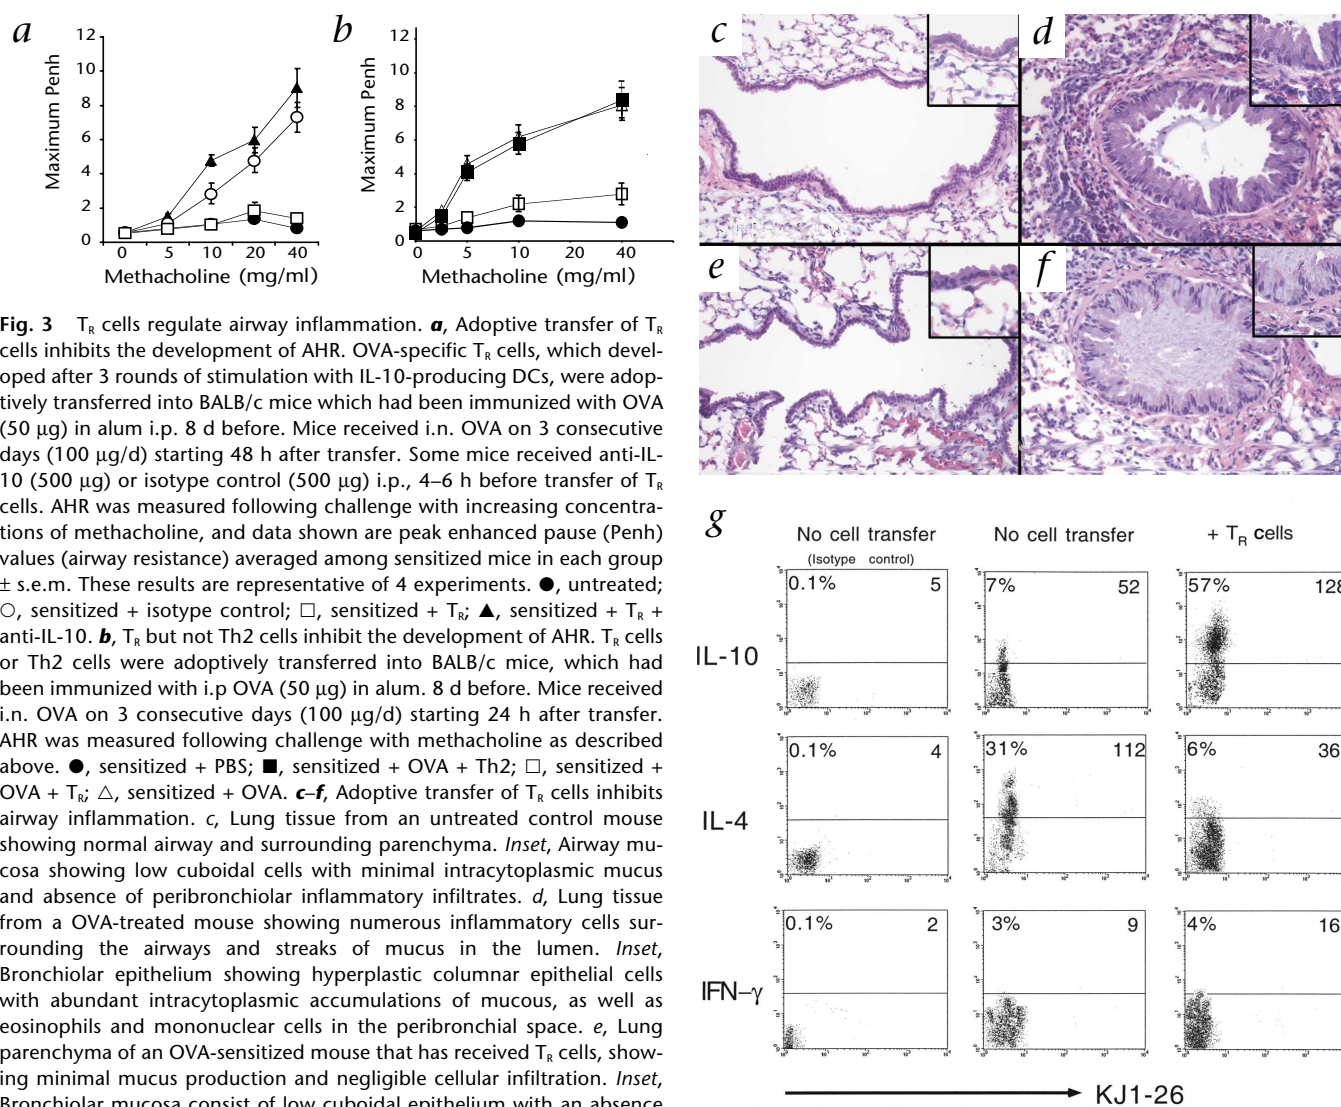 a
12
10
8
6
4
2
0
Maximum Penh
0 5 10 20 40
Methacholine (mg/ml)
b
12
10
8
6
4
2
0
Maximum Penh
0 5 10 20 40
Methacholine (mg/ml)
c
d
e
f
Fig. 3 TR cells regulate airway inflammation. a, Adoptive transfer of TR
cells inhibits the development of AHR. OVA-specific TR cells, which devel-
oped after 3 rounds of stimulation with IL-10-producing DCs, were adop-
tively transferred into BALB/c mice which had been immunized with OVA
(50 μg) in alum i.p. 8 d before. Mice received i.n. OVA on 3 consecutive
days (100 μg/d) starting 48 h after transfer. Some mice received anti-IL-
10 (500 μg) or isotype control (500 μg) i.p., 4–6 h before transfer of TR
cells. AHR was measured following challenge with increasing concentra-
tions of methacholine, and data shown are peak enhanced pause (Penh)
values (airway resistance) averaged among sensitized mice in each group
± s.e.m. These results are representative of 4 experiments. ●, untreated;
○, sensitized + isotype control; □, sensitized + TR; ▲, sensitized + TR +
anti-IL-10. b, TR but not Th2 cells inhibit the development of AHR. TR cells
or Th2 cells were adoptively transferred into BALB/c mice, which had
been immunized with i.p OVA (50 μg) in alum. 8 d before. Mice received
i.n. OVA on 3 consecutive days (100 μg/d) starting 24 h after transfer.
AHR was measured following challenge with methacholine as described
above. ●, sensitized + PBS; ■, sensitized + OVA + Th2; □, sensitized +
OVA + TR; △, sensitized + OVA. c–f, Adoptive transfer of TR cells inhibits
airway inflammation. c, Lung tissue from an untreated control mouse
showing normal airway and surrounding parenchyma. Inset, Airway mu-
cosa showing low cuboidal cells with minimal intracytoplasmic mucus
and absence of peribronchiolar inflammatory infiltrates. d, Lung tissue
from a OVA-treated mouse showing numerous inflammatory cells sur-
rounding the airways and streaks of mucus in the lumen. Inset,
Bronchiolar epithelium showing hyperplastic columnar epithelial cells
with abundant intracytoplasmic accumulations of mucous, as well as
eosinophils and mononuclear cells in the peribronchial space. e, Lung
parenchyma of an OVA-sensitized mouse that has received TR cells, show-
ing minimal mucus production and negligible cellular infiltration. Inset,
Bronchiolar mucosa consist of low cuboidal epithelium with an absence
g
No cell transfer
(Isotype control)
No cell transfer
+ TR cells
IL-10
0.1% 5
7% 52
57% 128
IL-4
0.1% 4
31% 112
6% 36
IFN–γ
0.1% 2
3% 9
4% 16
KJ1-26